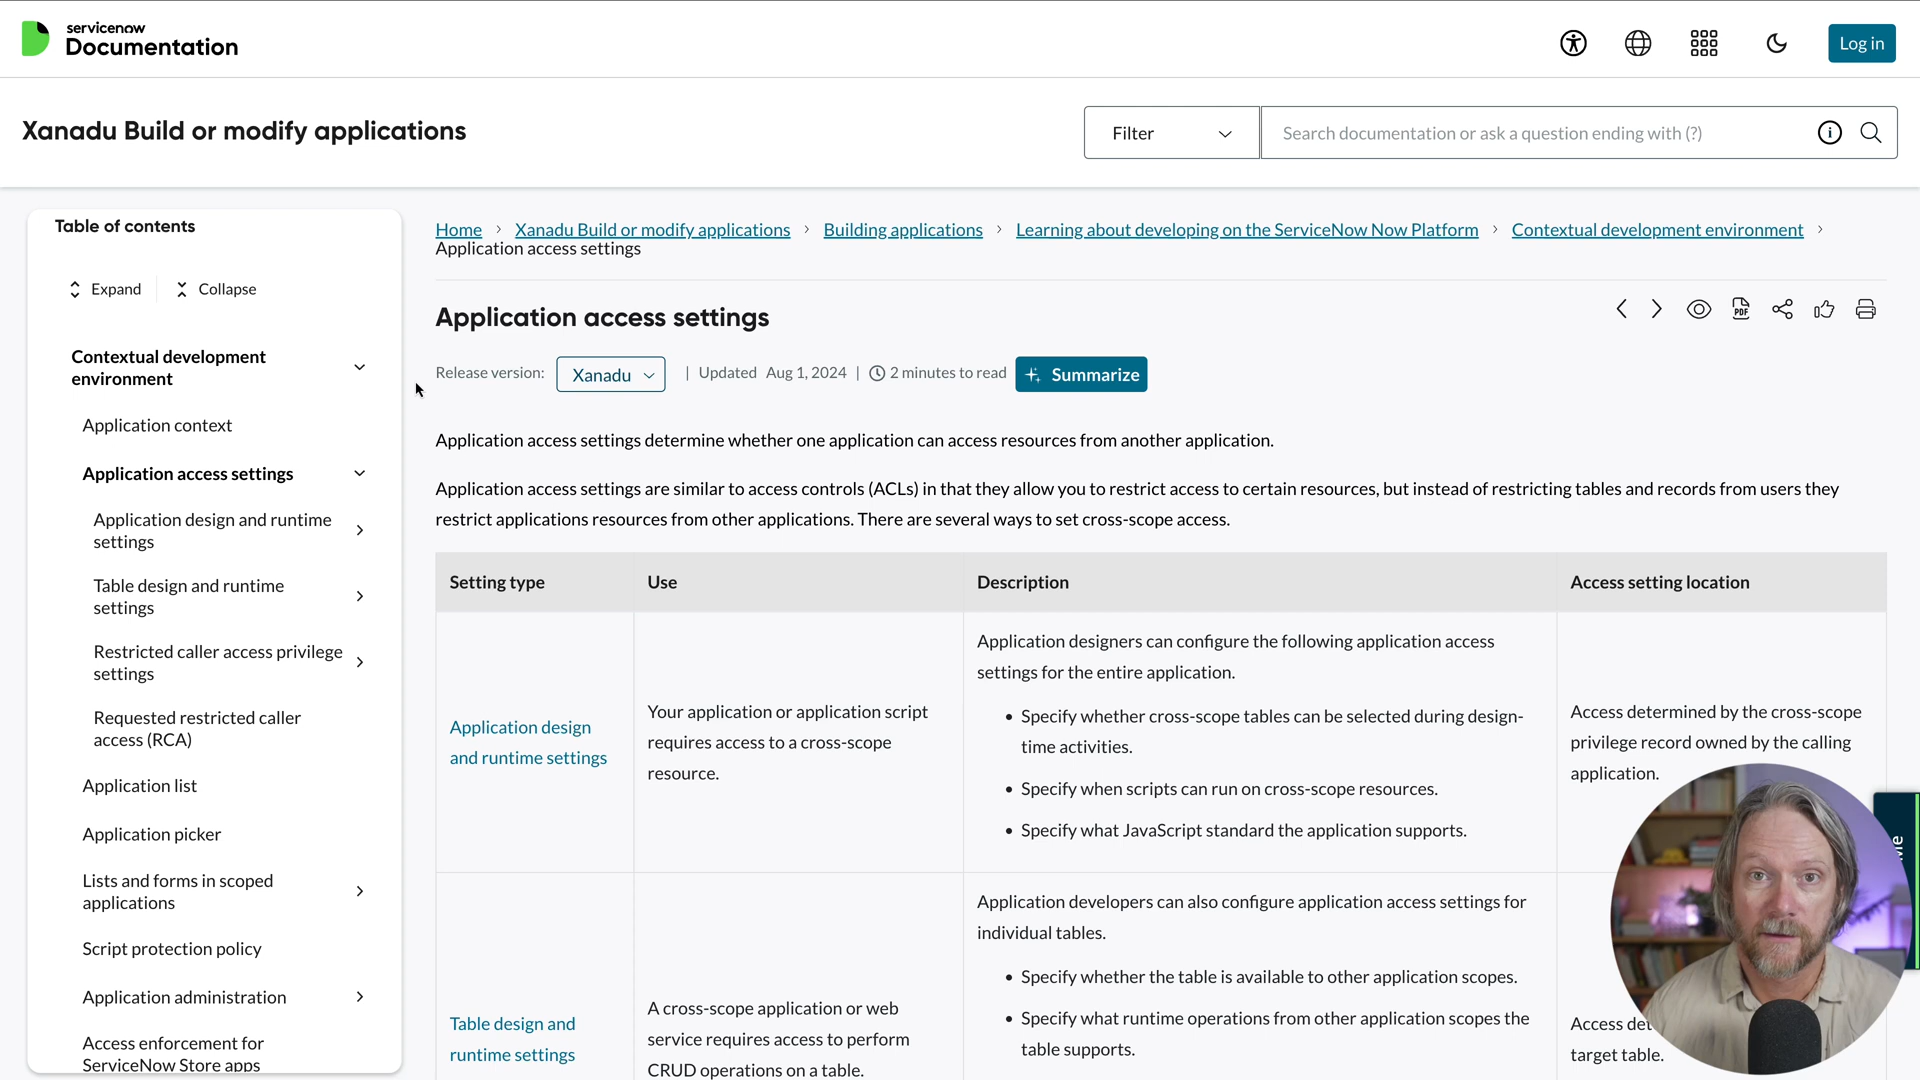 servicenow
Documentation
Log in
Xanadu Build or modify applications
Filter
Search documentation or ask a question ending with (?)
Table of contents
Expand
Collapse
Contextual development
environment
Application context
Application access settings
Application design and runtime
settings
Table design and runtime
settings
Restricted caller access privilege
settings
Requested restricted caller
access (RCA)
Application list
Application picker
Lists and forms in scoped
applications
Script protection policy
Application administration
Access enforcement for
ServiceNow Store apps
Home > Xanadu Build or modify applications > Building applications > Learning about developing on the ServiceNow Now Platform > Contextual development environment >
Application access settings
Application access settings
PDF
Release version: Xanadu | Updated Aug 1, 2024 | 2 minutes to read Summarize
Application access settings determine whether one application can access resources from another application.
Application access settings are similar to access controls (ACLs) in that they allow you to restrict access to certain resources, but instead of restricting tables and records from users they
restrict applications resources from other applications. There are several ways to set cross-scope access.
Setting type
Use
Description
Access setting location
Application design
and runtime settings
Your application or application script
requires access to a cross-scope
resource.
Application designers can configure the following application access
settings for the entire application.
• Specify whether cross-scope tables can be selected during design-
time activities.
• Specify when scripts can run on cross-scope resources.
• Specify what JavaScript standard the application supports.
Access determined by the cross-scope
privilege record owned by the calling
application.
Table design and
runtime settings
A cross-scope application or web
service requires access to perform
CRUD operations on a table.
Application developers can also configure application access settings for
individual tables.
• Specify whether the table is available to other application scopes.
• Specify what runtime operations from other application scopes the
table supports.
Access
target table.